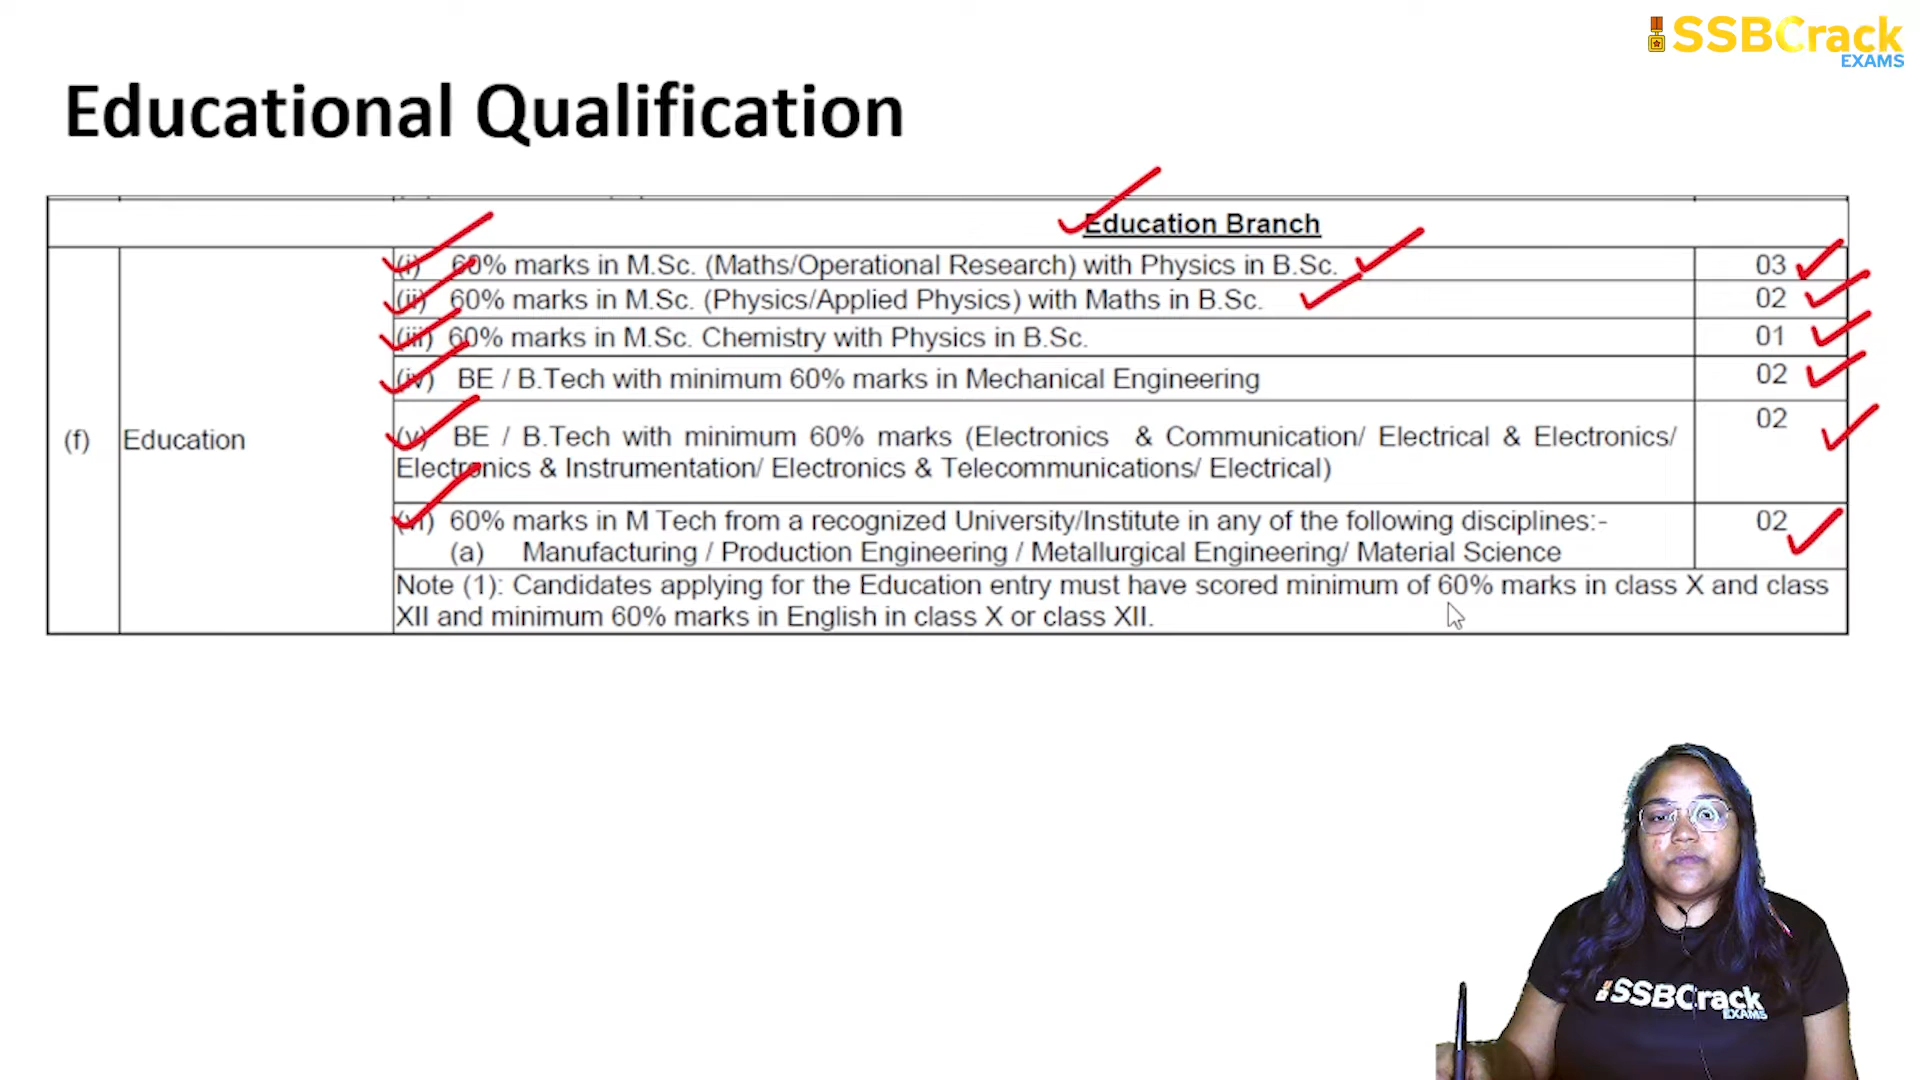 SSBCrack
EXAMS
Educational Qualification
Education Branch
(i) 60% marks in M.Sc. (Maths/Operational Research) with Physics in B.Sc. 03
(ii) 60% marks in M.Sc. (Physics/Applied Physics) with Maths in B.Sc. 02
(iii) 60% marks in M.Sc. Chemistry with Physics in B.Sc. 01
(iv) BE / B.Tech with minimum 60% marks in Mechanical Engineering 02
(f) Education
(v) BE / B.Tech with minimum 60% marks (Electronics & Communication/ Electrical & Electronics/ 02
Electronics & Instrumentation/ Electronics & Telecommunications/ Electrical)
(vi) 60% marks in M Tech from a recognized University/Institute in any of the following disciplines:- 02
(a) Manufacturing / Production Engineering / Metallurgical Engineering/ Material Science
Note (1): Candidates applying for the Education entry must have scored minimum of 60% marks in class X and class
XII and minimum 60% marks in English in class X or class XII.
SSBCrack
EXAMS